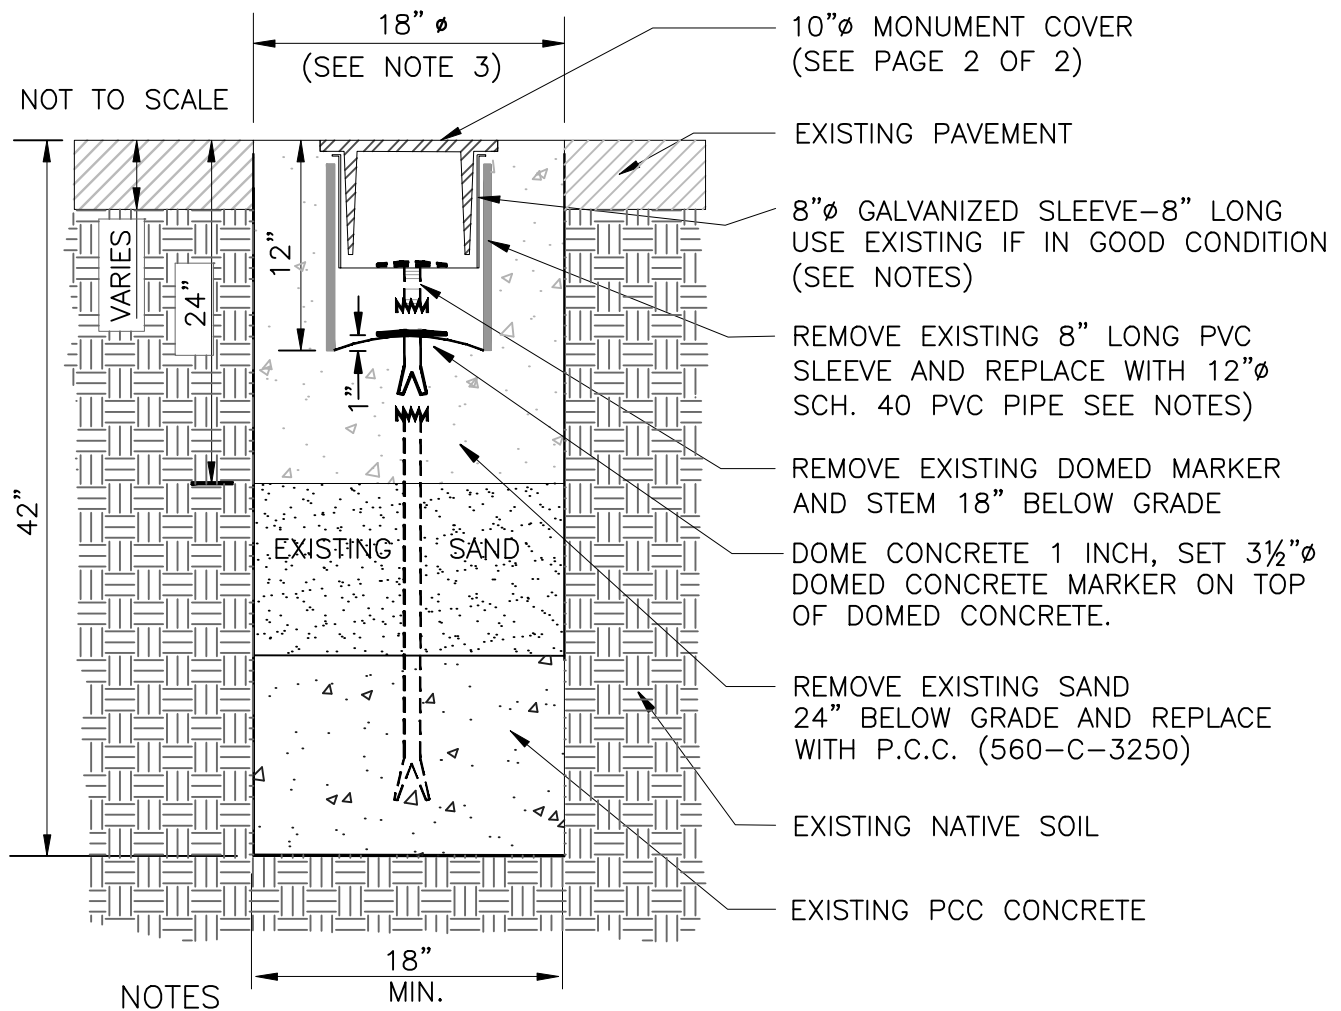 18" ø
(SEE NOTE 3)
NOT TO SCALE
10"ø MONUMENT COVER
(SEE PAGE 2 OF 2)
EXISTING PAVEMENT
8"ø GALVANIZED SLEEVE-8" LONG
USE EXISTING IF IN GOOD CONDITION
(SEE NOTES)
REMOVE EXISTING 8" LONG PVC
SLEEVE AND REPLACE WITH 12"ø
SCH. 40 PVC PIPE SEE NOTES)
REMOVE EXISTING DOMED MARKER
AND STEM 18" BELOW GRADE
DOME CONCRETE 1 INCH, SET 3½"ø
DOMED CONCRETE MARKER ON TOP
OF DOMED CONCRETE.
REMOVE EXISTING SAND
24" BELOW GRADE AND REPLACE
WITH P.C.C. (560-C-3250)
EXISTING NATIVE SOIL
EXISTING PCC CONCRETE
VARIES
24"
12"
1"
42"
EXISTING SAND
18"
MIN.
NOTES